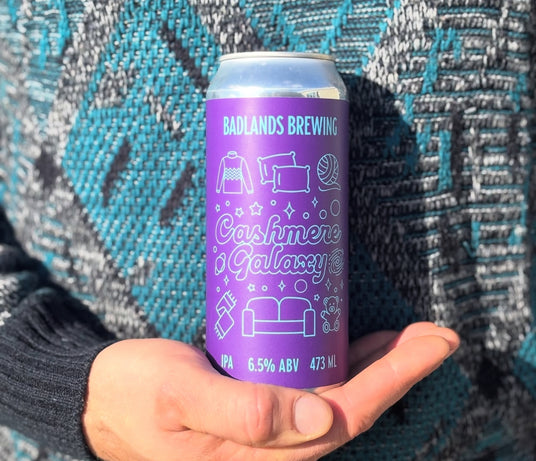 BADLANDS BREWING
Cashmere
Galaxy
IPA 6.5% ABV 473 ML